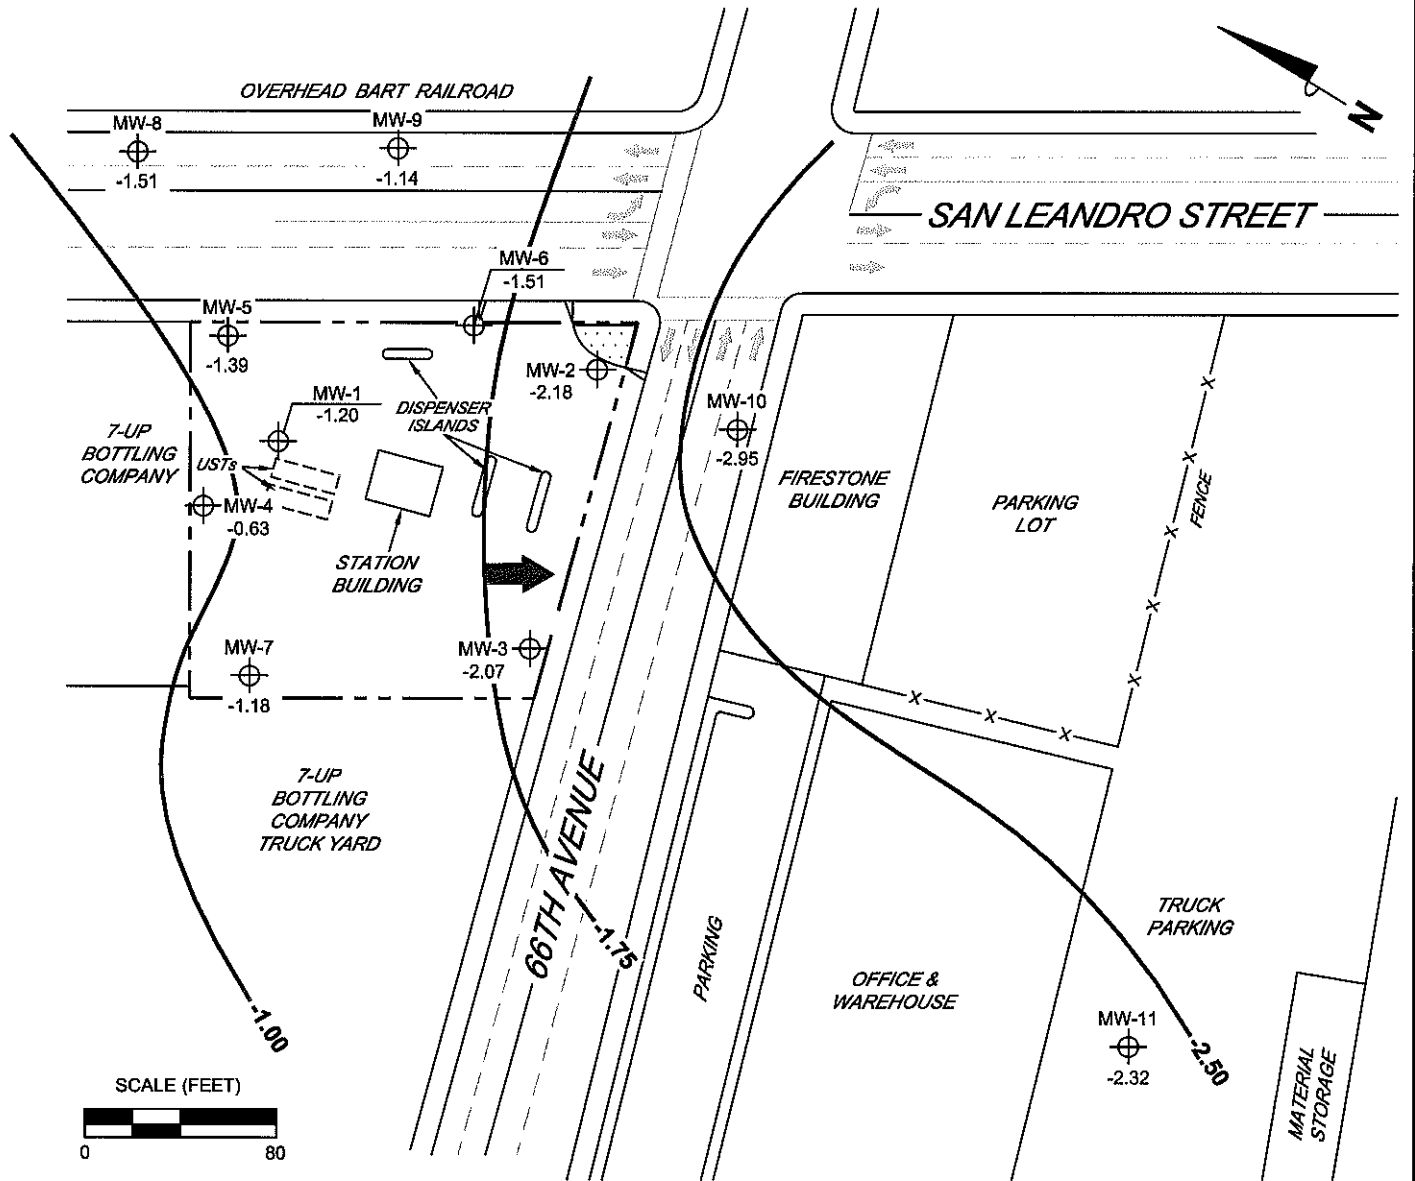 OVERHEAD BART RAILROAD
N
MW-8
-1.51
MW-9
-1.14
SAN LEANDRO STREET
MW-6
-1.51
MW-5
-1.39
MW-2
-2.18
MW-1
-1.20
DISPENSER
ISLANDS
MW-10
-2.95
7-UP
BOTTLING
COMPANY
USTs
MW-4
-0.63
STATION
BUILDING
FIRESTONE
BUILDING
PARKING
LOT
X
X
X
X
X
FENCE
X
X
X
MW-7
-1.18
MW-3
-2.07
7-UP
BOTTLING
COMPANY
TRUCK YARD
66TH AVENUE
-1.75
PARKING
OFFICE &
WAREHOUSE
TRUCK
PARKING
-1.00
MW-11
-2.32
-2.50
MATERIAL
STORAGE
SCALE (FEET)
0
80